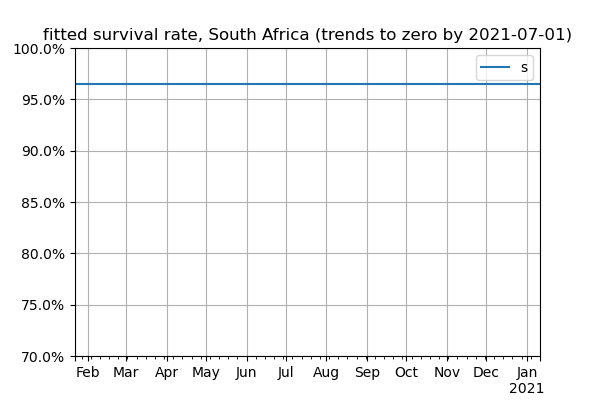 fitted survival rate, South Africa (trends to zero by 2021-07-01)
100.0%
s
95.0%
90.0%
85.0%
80.0%
75.0%
70.0%
Feb Mar Apr May Jun Jul Aug Sep Oct Nov Dec Jan
2021